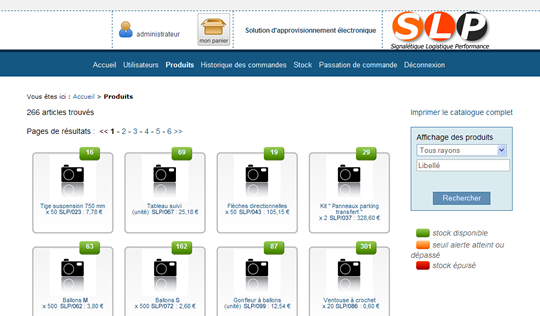 administrateur
mon panier
Solution d'approvisionnement électronique
SLP
Signalétique Logistique Performance
Accueil Utilisateurs Produits Historique des commandes Stock Passation de commande Déconnexion
Vous êtes ici : Accueil > Produits
266 articles trouvés
Imprimer le catalogue complet
Pages de résultats : << 1 - 2 - 3 - 4 - 5 - 6 >>
Affichage des produits
Tous rayons
Libellé
Rechercher
16
69
19
29
Tige suspension 750 mm
x 50 SLP/023 : 7,78 €
Tableau suivi
(unité) SLP/067 : 25,18 €
Flèches directionnelles
x 50 SLP/043 : 105,15 €
Kit " Panneaux parking
transfert "
x 2 SLP/037 : 328,60 €
stock disponible
seuil alerte atteint ou
dépassé
stock épuisé
63
162
87
301
Ballons M
x 500 SLP/062 : 3,80 €
Ballons S
x 500 SLP/072 : 2,68 €
Gonfleur à ballons
(unité) SLP/099 : 12,54 €
Ventouse à crochet
x 20 SLP/086 : 0,60 €